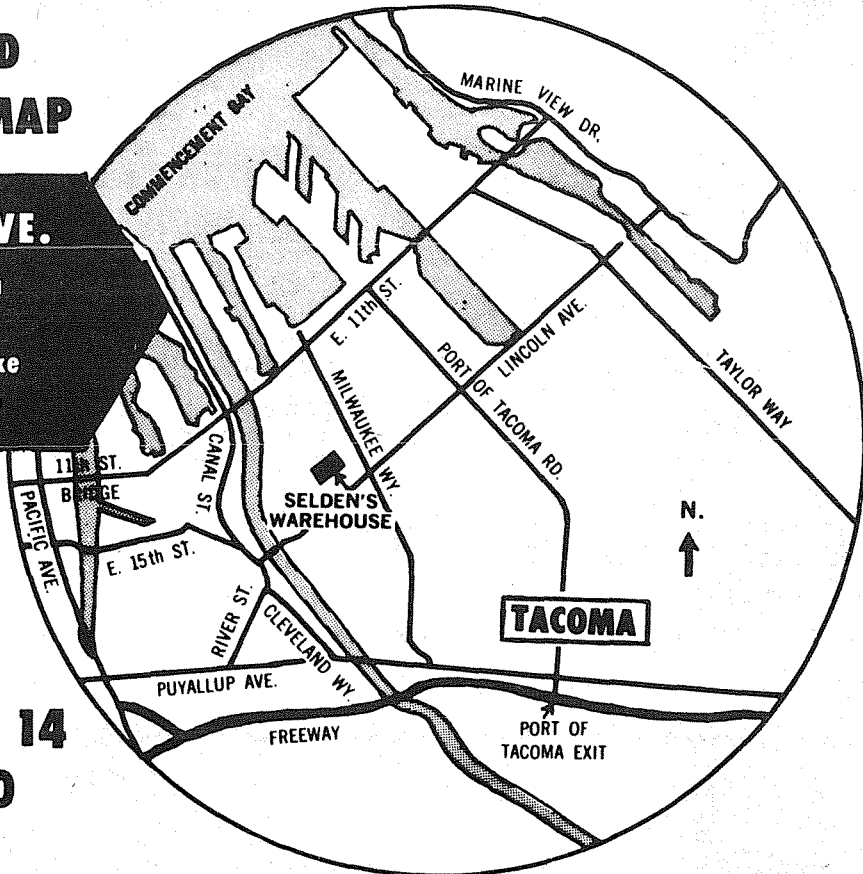 D
MAP
VE.
ke
14
D
COMMENCEMENT BAY
MARINE VIEW DR.
E. 11th ST.
LINCOLN AVE.
PORT OF TACOMA RD.
MILWAUKEE WY.
TAYLOR WAY
CANAL ST.
11th ST.
BRIDGE
PACIFIC AVE.
E. 15th ST.
SELDEN'S
WAREHOUSE
N.
TACOMA
RIVER ST.
CLEVELAND WY.
PUYALLUP AVE.
FREEWAY
PORT OF
TACOMA EXIT